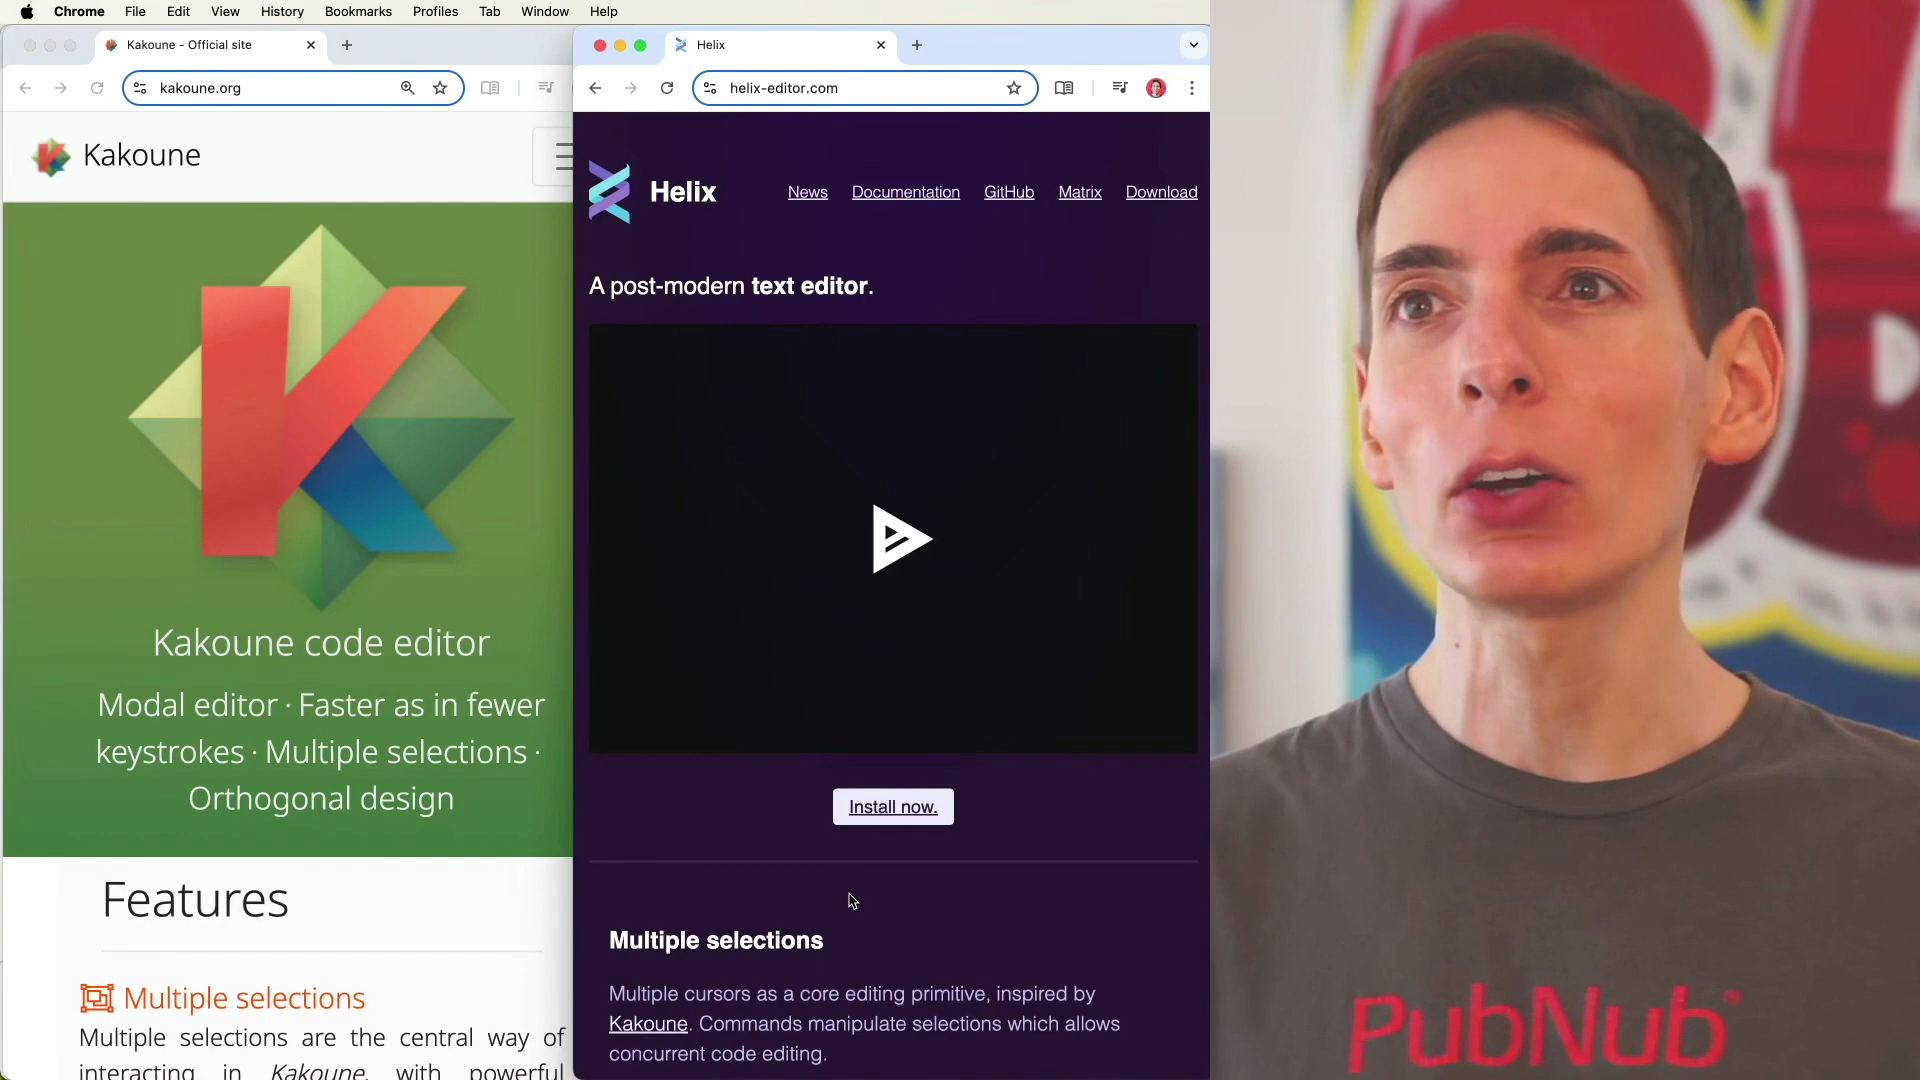 Chrome File Edit View History Bookmarks Profiles Tab Window Help
Kakoune - Official site
kakoune.org
Kakoune
Kakoune code editor
Modal editor · Faster as in fewer
keystrokes · Multiple selections ·
Orthogonal design
Features
Multiple selections
Multiple selections are the central way of
interacting in Kakoune, with powerful
Helix
helix-editor.com
Helix
News Documentation GitHub Matrix Download
A post-modern text editor.
Install now.
Multiple selections
Multiple cursors as a core editing primitive, inspired by
Kakoune. Commands manipulate selections which allows
concurrent code editing.
PubNub